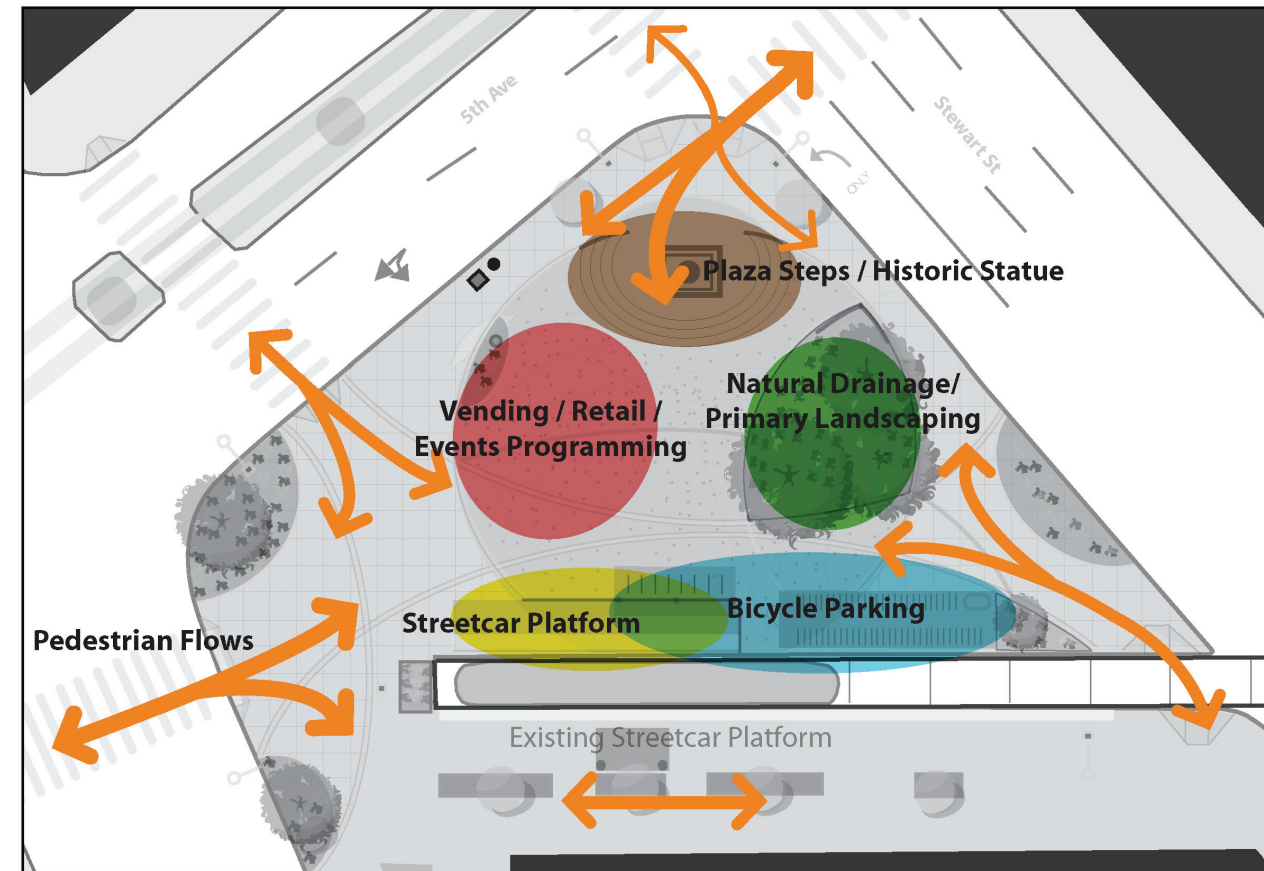 5th Ave
Stewart St
ONLY
Plaza Steps / Historic Statue
Natural Drainage/
Primary Landscaping
Vending / Retail /
Events Programming
Bicycle Parking
Streetcar Platform
Pedestrian Flows
Existing Streetcar Platform